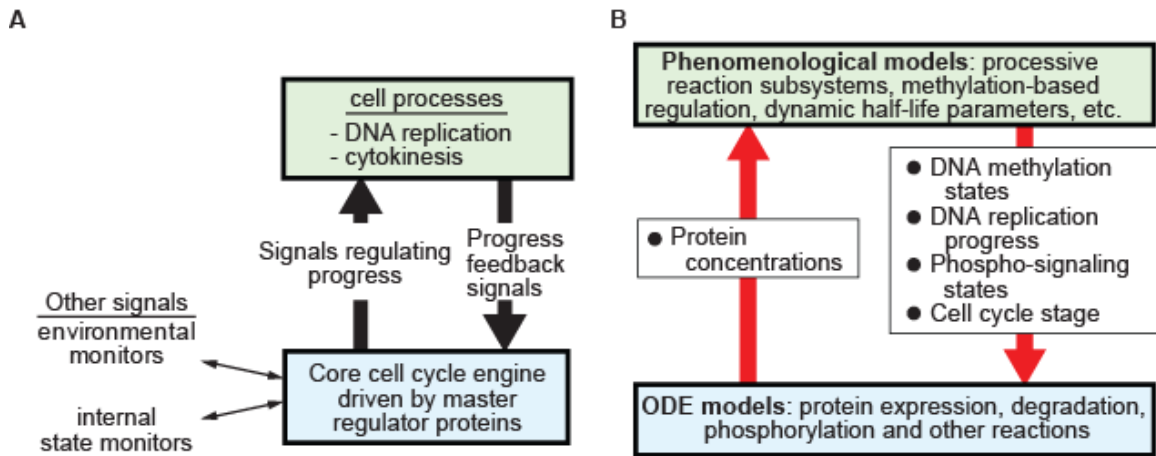 A
cell processes
- DNA replication
- cytokinesis
Signals regulating
progress
Progress
feedback
signals
Other signals
environmental
monitors
internal
state monitors
Core cell cycle engine
driven by master
regulator proteins
B
Phenomenological models: processive
reaction subsystems, methylation-based
regulation, dynamic half-life parameters, etc.
● Protein
concentrations
● DNA methylation
states
● DNA replication
progress
● Phospho-signaling
states
● Cell cycle stage
ODE models: protein expression, degradation,
phosphorylation and other reactions